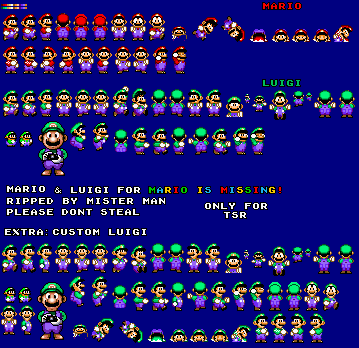 MARIO
LUIGI
MARIO & LUIGI FOR MARIO IS MISSING!
RIPPED BY MISTER MAN
PLEASE DONT STEAL
ONLY FOR
TSR
EXTRA: CUSTOM LUIGI